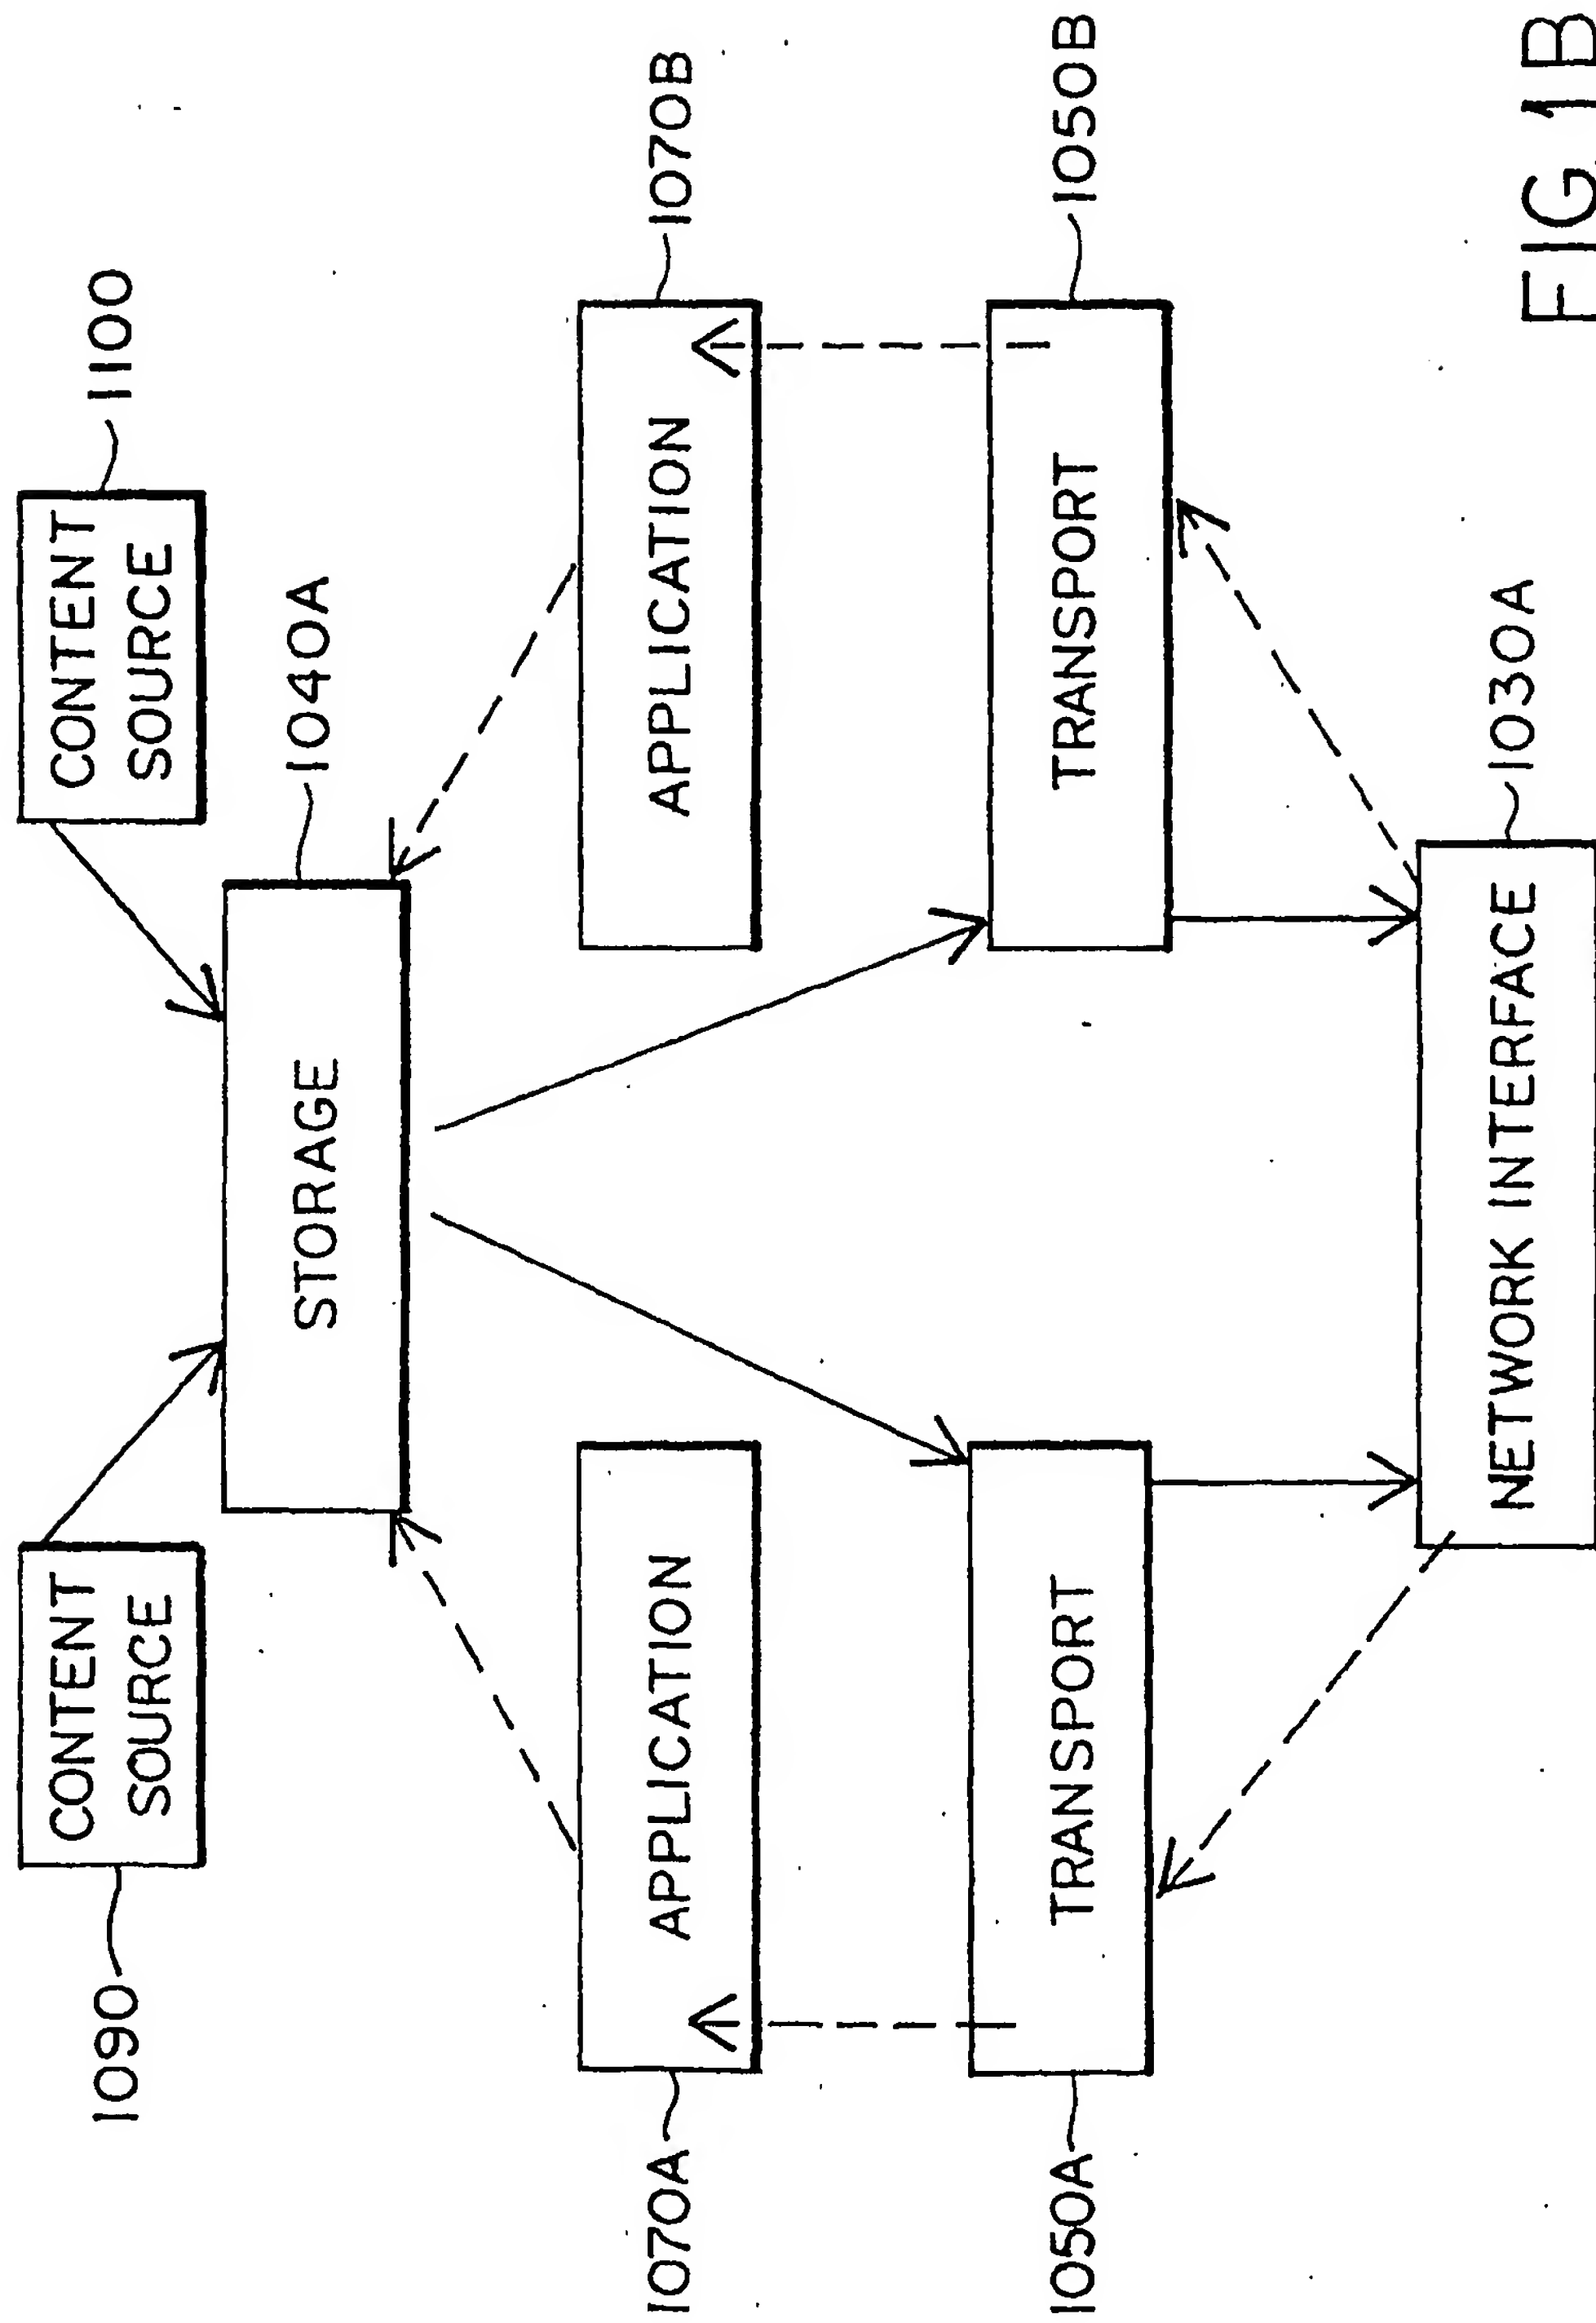 1090
CONTENT
SOURCE
CONTENT
SOURCE
1100
STORAGE
1040A
1070A
APPLICATION
APPLICATION
1070B
1050A
TRANSPORT
TRANSPORT
1050B
NETWORK INTERFACE
1030A
FIG. 1B